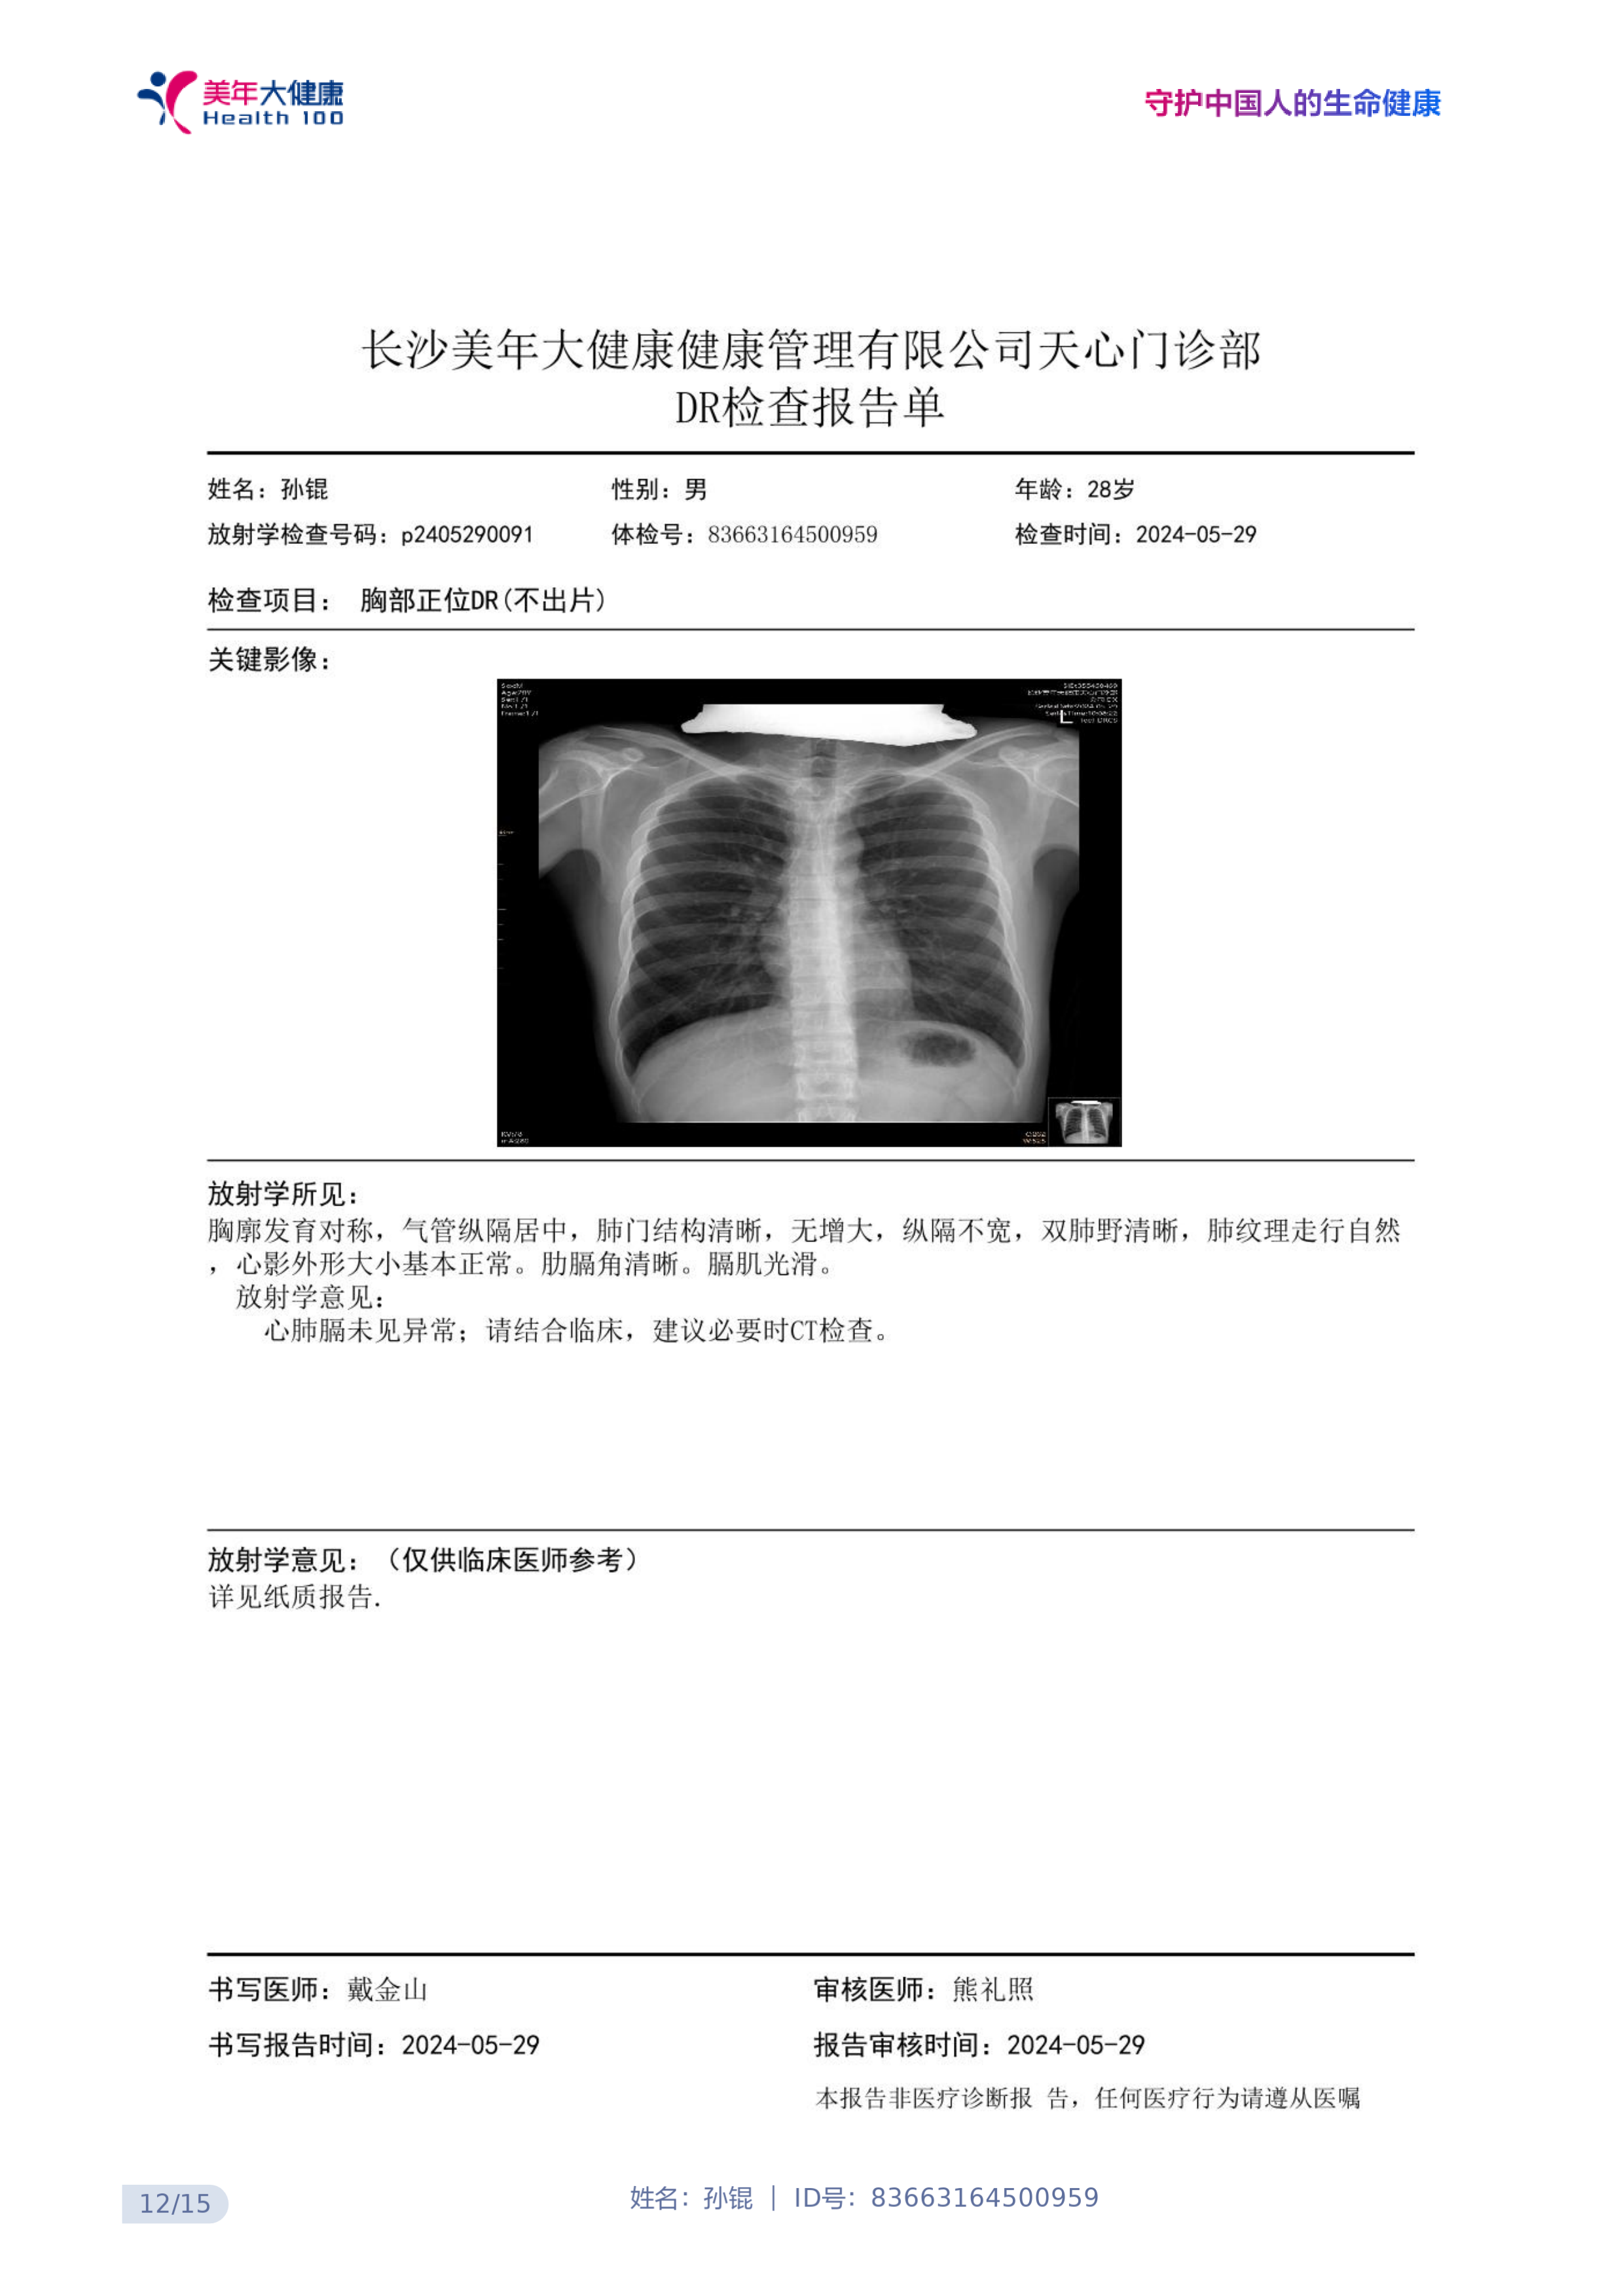 美年大健康
Health 100
守护中国人的生命健康
长沙美年大健康健康管理有限公司天心门诊部
DR检查报告单
姓名：孙锟 性别：男 年龄：28岁
放射学检查号码：p2405290091 体检号：83663164500959 检查时间：2024-05-29
检查项目： 胸部正位DR(不出片)
关键影像：
L
放射学所见：
胸廓发育对称，气管纵隔居中，肺门结构清晰，无增大，纵隔不宽，双肺野清晰，肺纹理走行自然
，心影外形大小基本正常。肋膈角清晰。膈肌光滑。
放射学意见：
心肺膈未见异常；请结合临床，建议必要时CT检查。
放射学意见：（仅供临床医师参考）
详见纸质报告.
书写医师：戴金山 审核医师：熊礼照
书写报告时间：2024-05-29 报告审核时间：2024-05-29
本报告非医疗诊断报 告，任何医疗行为请遵从医嘱
12/15
姓名：孙锟 | ID号：83663164500959